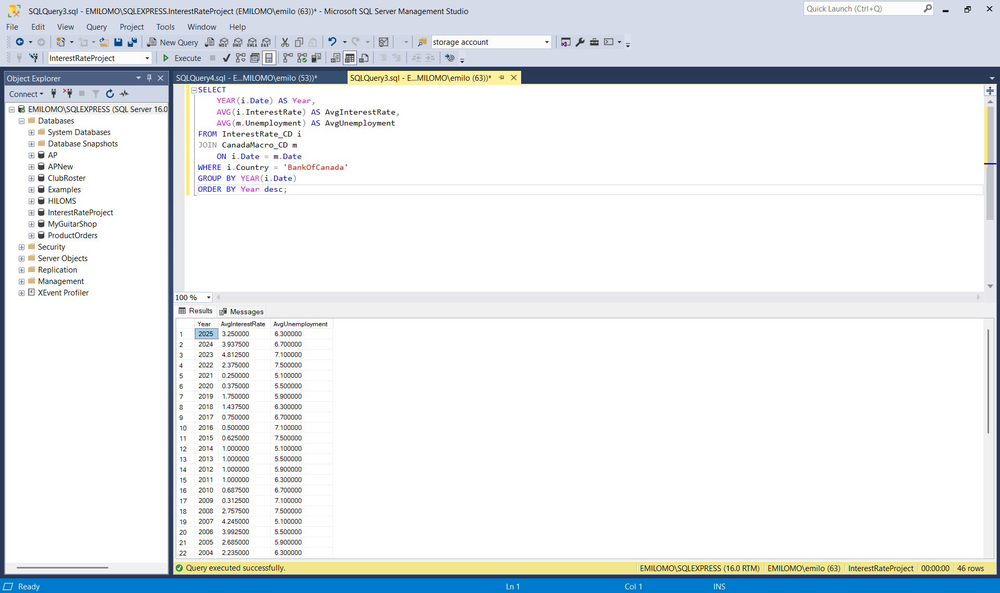 SQLQuery3.sql - EMILOMO\SQLEXPRESS.InterestRateProject (EMILOMO\emilo (63))* - Microsoft SQL Server Management Studio
Quick Launch (Ctrl+Q)
File Edit View Query Project Tools Window Help
New Query MDX DMX XMLA DAX storage account
InterestRateProject Execute
Object Explorer
Connect
EMILOMO\SQLEXPRESS (SQL Server 16.0
Databases
System Databases
Database Snapshots
AP
APNew
ClubRoster
Examples
HILOMS
InterestRateProject
MyGuitarShop
ProductOrders
Security
Server Objects
Replication
Management
XEvent Profiler
SQLQuery4.sql - E...MILOMO\emilo (53))* SQLQuery3.sql - E...MILOMO\emilo (63))*
SELECT
YEAR(i.Date) AS Year,
AVG(i.InterestRate) AS AvgInterestRate,
AVG(m.Unemployment) AS AvgUnemployment
FROM InterestRate_CD i
JOIN CanadaMacro_CD m
ON i.Date = m.Date
WHERE i.Country = 'BankOfCanada'
GROUP BY YEAR(i.Date)
ORDER BY Year desc;
100 %
Results Messages
Year AvgInterestRate AvgUnemployment
1 2025 3.250000 6.300000
2 2024 3.937500 6.700000
3 2023 4.812500 7.100000
4 2022 2.375000 7.500000
5 2021 0.250000 5.100000
6 2020 0.375000 5.500000
7 2019 1.750000 5.900000
8 2018 1.437500 6.300000
9 2017 0.750000 6.700000
10 2016 0.500000 7.100000
11 2015 0.625000 7.500000
12 2014 1.000000 5.100000
13 2013 1.000000 5.500000
14 2012 1.000000 5.900000
15 2011 1.000000 6.300000
16 2010 0.687500 6.700000
17 2009 0.312500 7.100000
18 2008 2.757500 7.500000
19 2007 4.245000 5.100000
20 2006 3.992500 5.500000
21 2005 2.685000 5.900000
22 2004 2.235000 6.300000
Query executed successfully. EMILOMO\SQLEXPRESS (16.0 RTM) EMILOMO\emilo (63) InterestRateProject 00:00:00 46 rows
Ready Ln 1 Col 1 INS